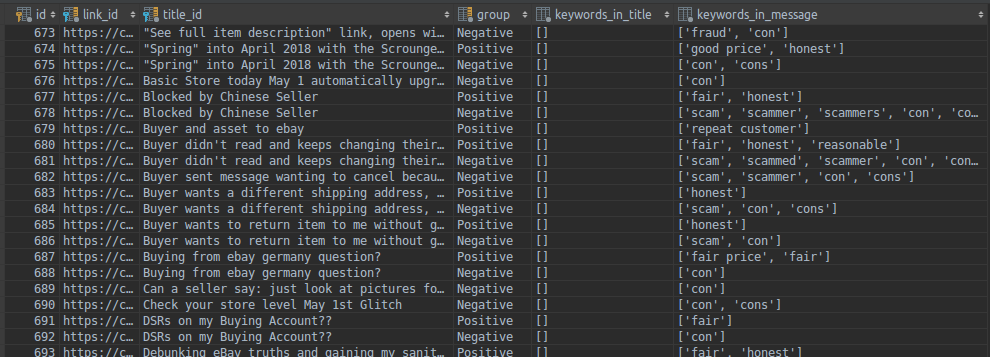 id link_id title_id group keywords_in_title keywords_in_message
673 https://c… "See full item description" link, opens wi… Negative [] ['fraud', 'con']
674 https://c… "Spring" into April 2018 with the Scrounge… Positive [] ['good price', 'honest']
675 https://c… "Spring" into April 2018 with the Scrounge… Negative [] ['con', 'cons']
676 https://c… Basic Store today May 1 automatically upgr… Negative [] ['con']
677 https://c… Blocked by Chinese Seller Positive [] ['fair', 'honest']
678 https://c… Blocked by Chinese Seller Negative [] ['scam', 'scammer', 'scammers', 'con', 'co…
679 https://c… Buyer and asset to ebay Positive [] ['repeat customer']
680 https://c… Buyer didn't read and keeps changing their… Positive [] ['fair', 'honest', 'reasonable']
681 https://c… Buyer didn't read and keeps changing their… Negative [] ['scam', 'scammed', 'scammer', 'con', 'con…
682 https://c… Buyer sent message wanting to cancel becau… Negative [] ['scam', 'scammer', 'con', 'cons']
683 https://c… Buyer wants a different shipping address, … Positive [] ['honest']
684 https://c… Buyer wants a different shipping address, … Negative [] ['scam', 'con', 'cons']
685 https://c… Buyer wants to return item to me without g… Positive [] ['honest']
686 https://c… Buyer wants to return item to me without g… Negative [] ['scam', 'con']
687 https://c… Buying from ebay germany question? Positive [] ['fair price', 'fair']
688 https://c… Buying from ebay germany question? Negative [] ['con']
689 https://c… Can a seller say: just look at pictures fo… Negative [] ['con']
690 https://c… Check your store level May 1st Glitch Negative [] ['con', 'cons']
691 https://c… DSRs on my Buying Account?? Positive [] ['fair']
692 https://c… DSRs on my Buying Account?? Negative [] ['con']
693 https://c… Debunking eBay truths and gaining my sanit… Positive [] ['fair', 'honest']